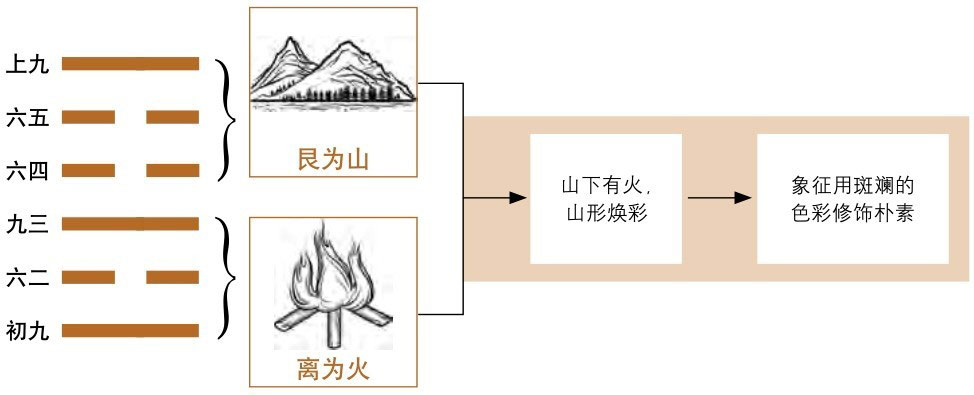 上九
六五
六四
九三
六二
初九
艮为山
离为火
山下有火，
山形焕彩
象征用斑斓的
色彩修饰朴素